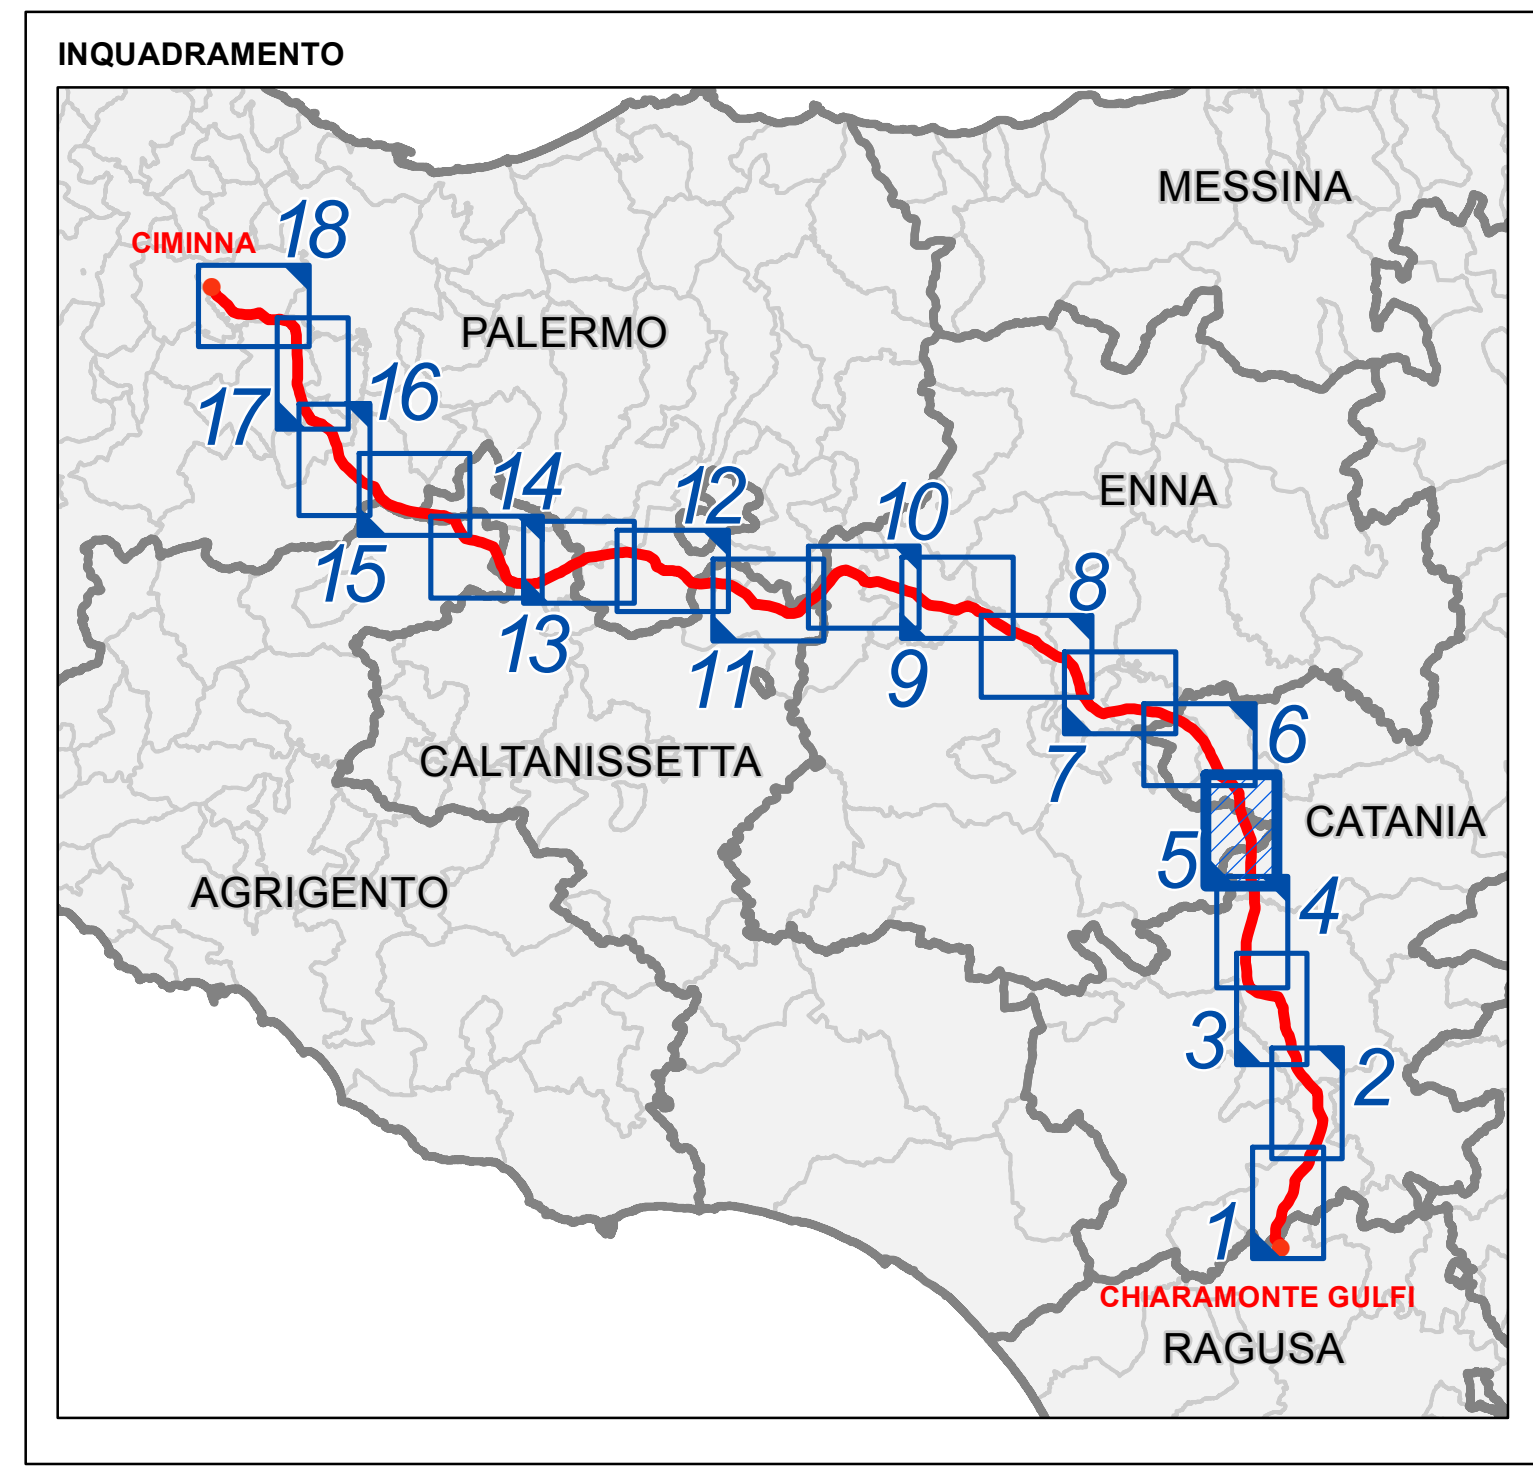 INQUADRAMENTO
MESSINA
18
CIMINNA
PALERMO
16
17
14
12
10
ENNA
15
13
11
9
8
7
6
CALTANISSETTA
CATANIA
5
AGRIGENTO
4
3
2
1
CHIARAMONTE GULFI
RAGUSA